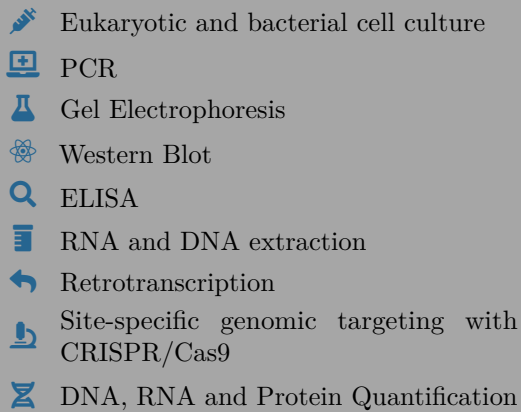 Eukaryotic and bacterial cell culture
PCR
Gel Electrophoresis
Western Blot
ELISA
RNA and DNA extraction
Retrotranscription
Site-specific genomic targeting with
CRISPR/Cas9
DNA, RNA and Protein Quantification